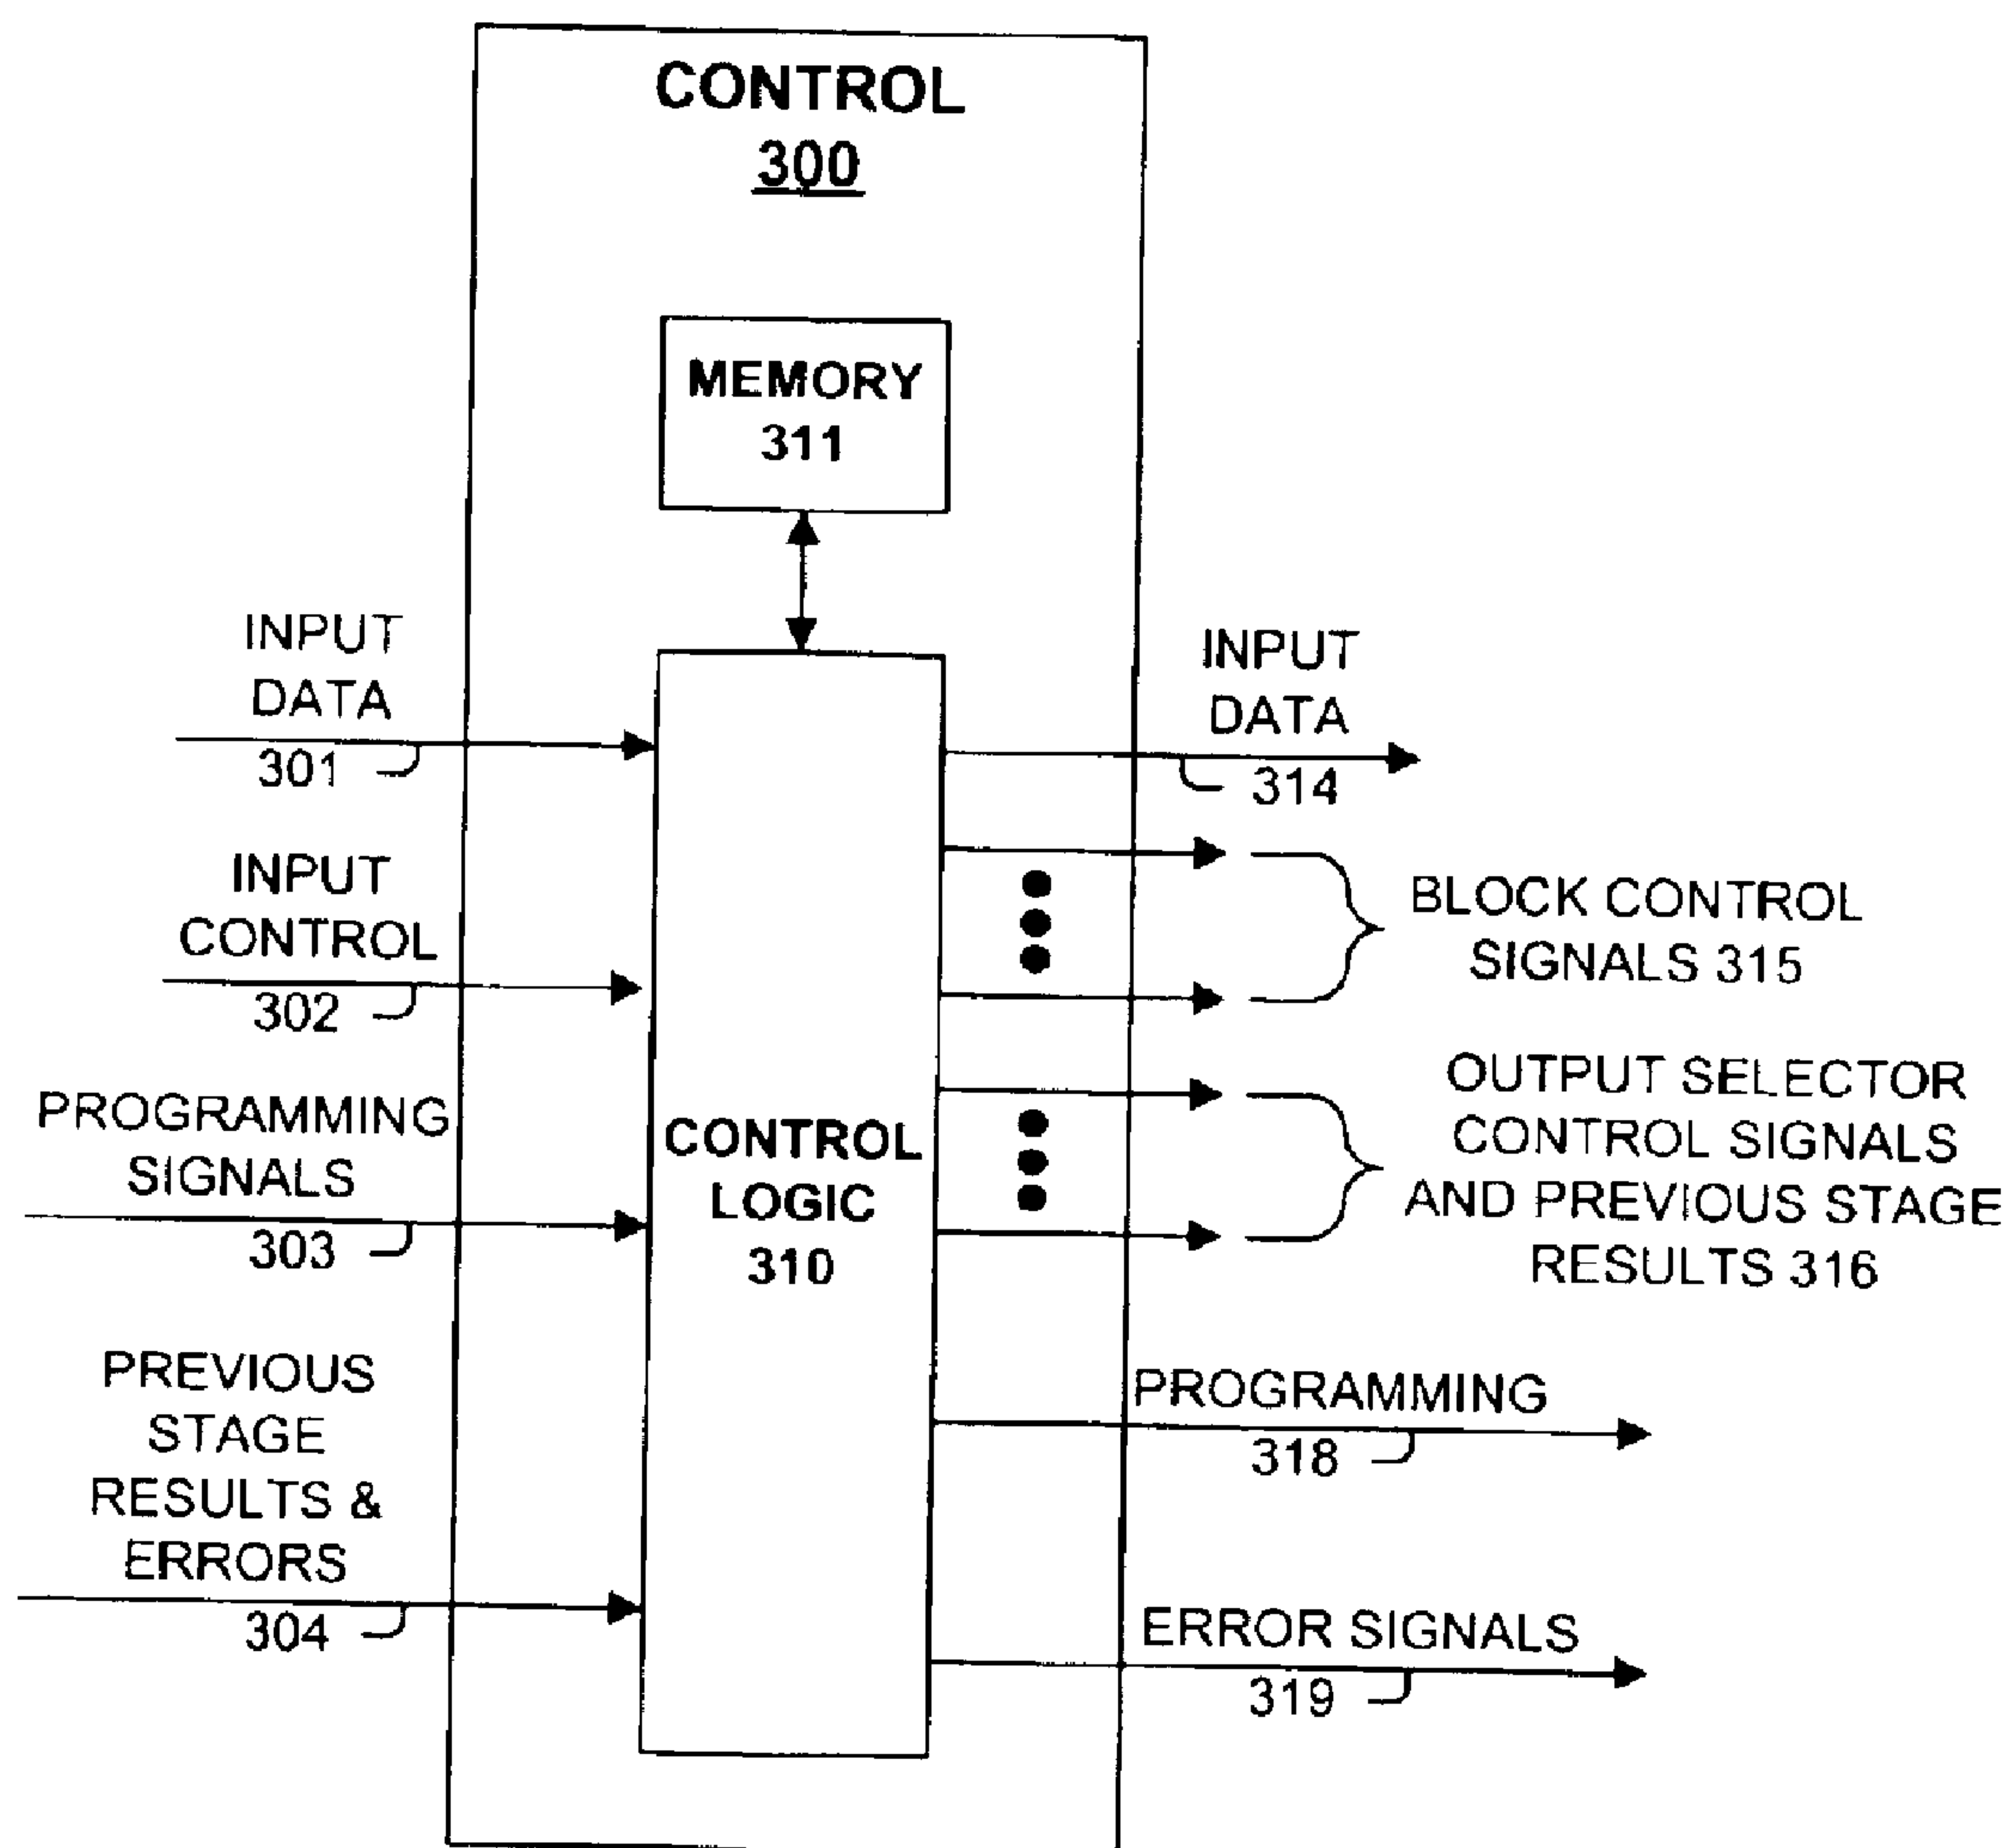 CONTROL
300
MEMORY
311
INPUT
DATA
301
INPUT
CONTROL
302
PROGRAMMING
SIGNALS
303
PREVIOUS
STAGE
RESULTS &
ERRORS
304
CONTROL
LOGIC
310
INPUT
DATA
314
BLOCK CONTROL
SIGNALS 315
OUTPUT SELECTOR
CONTROL SIGNALS
AND PREVIOUS STAGE
RESULTS 316
PROGRAMMING
318
ERROR SIGNALS
319